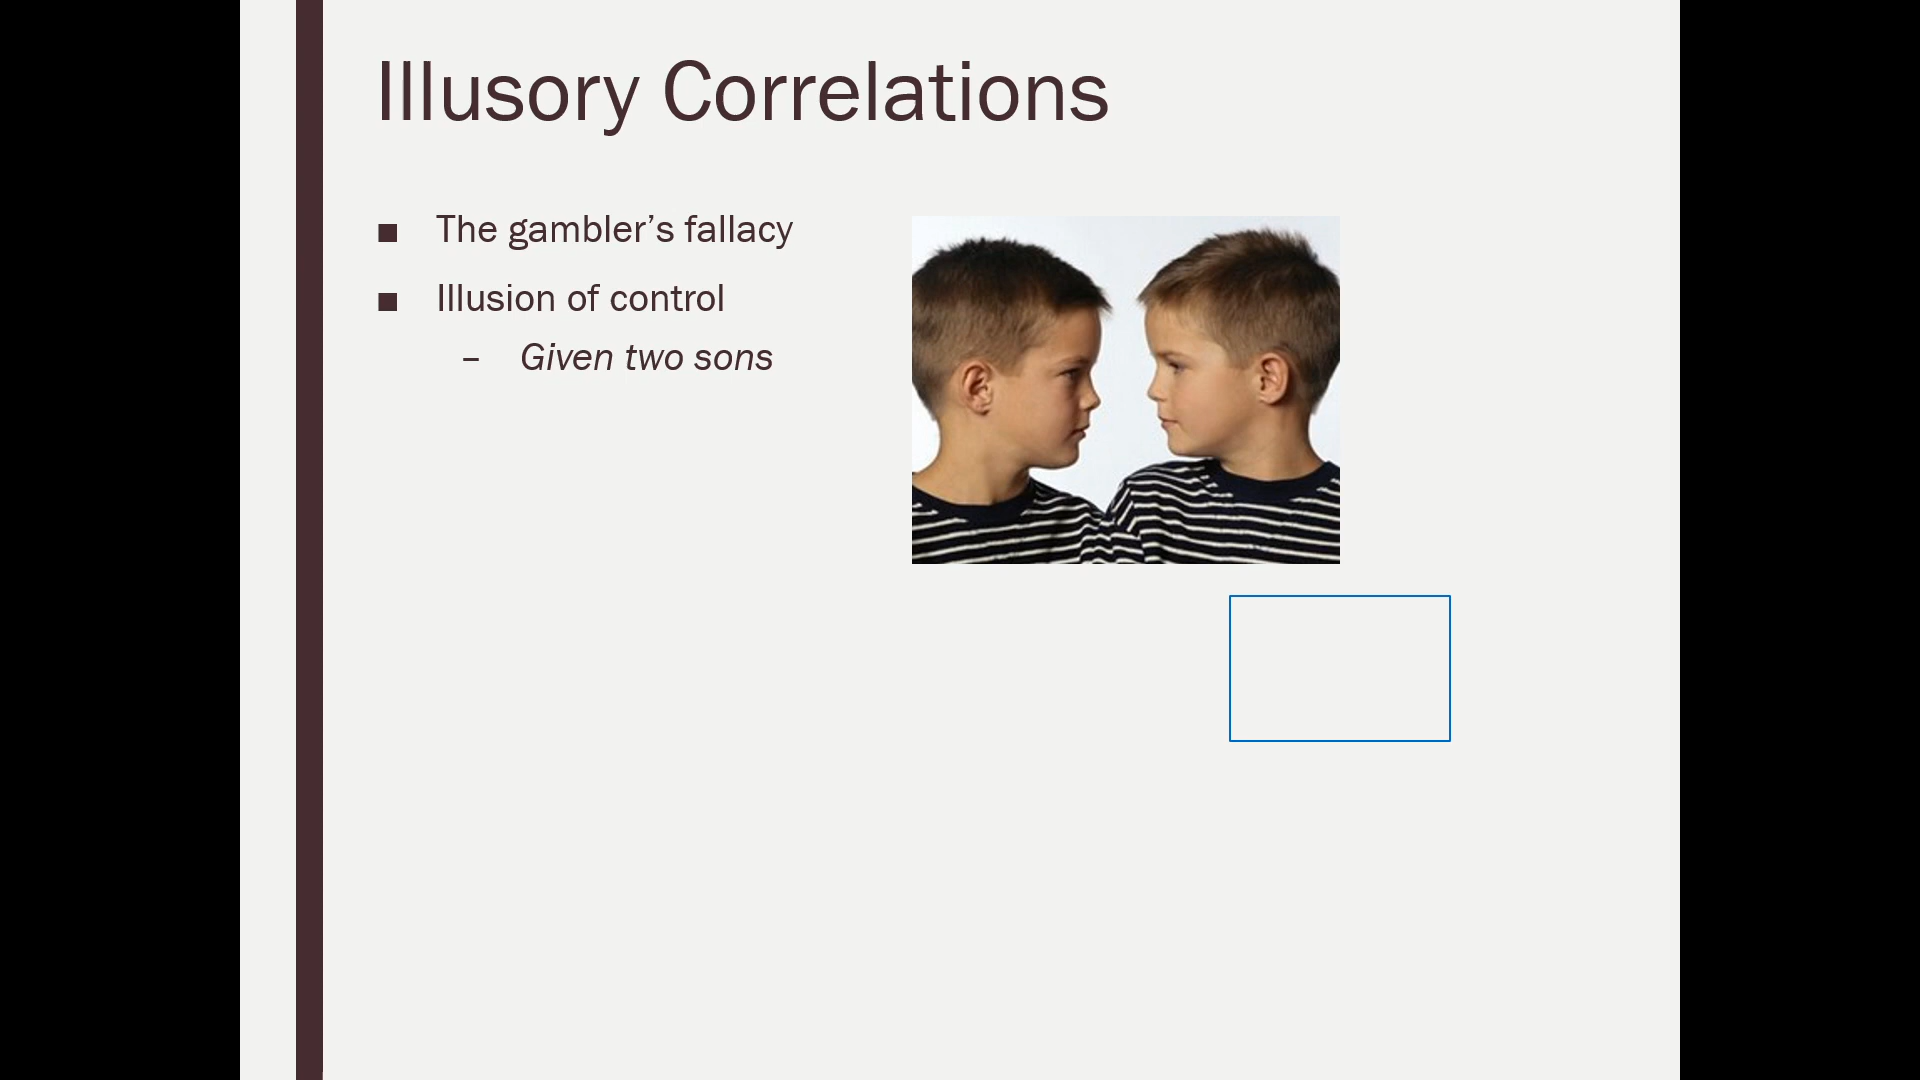 Illusory Correlations
■ The gambler’s fallacy
■ Illusion of control
– Given two sons